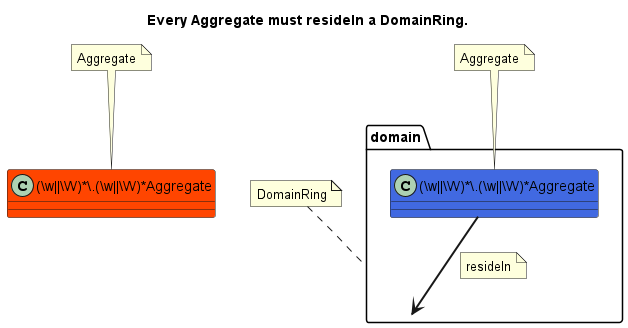 Every Aggregate must resideIn a DomainRing.
Aggregate
Aggregate
domain
C (\w||\W)*\.(\w||\W)*Aggregate
C (\w||\W)*\.(\w||\W)*Aggregate
DomainRing
resideIn